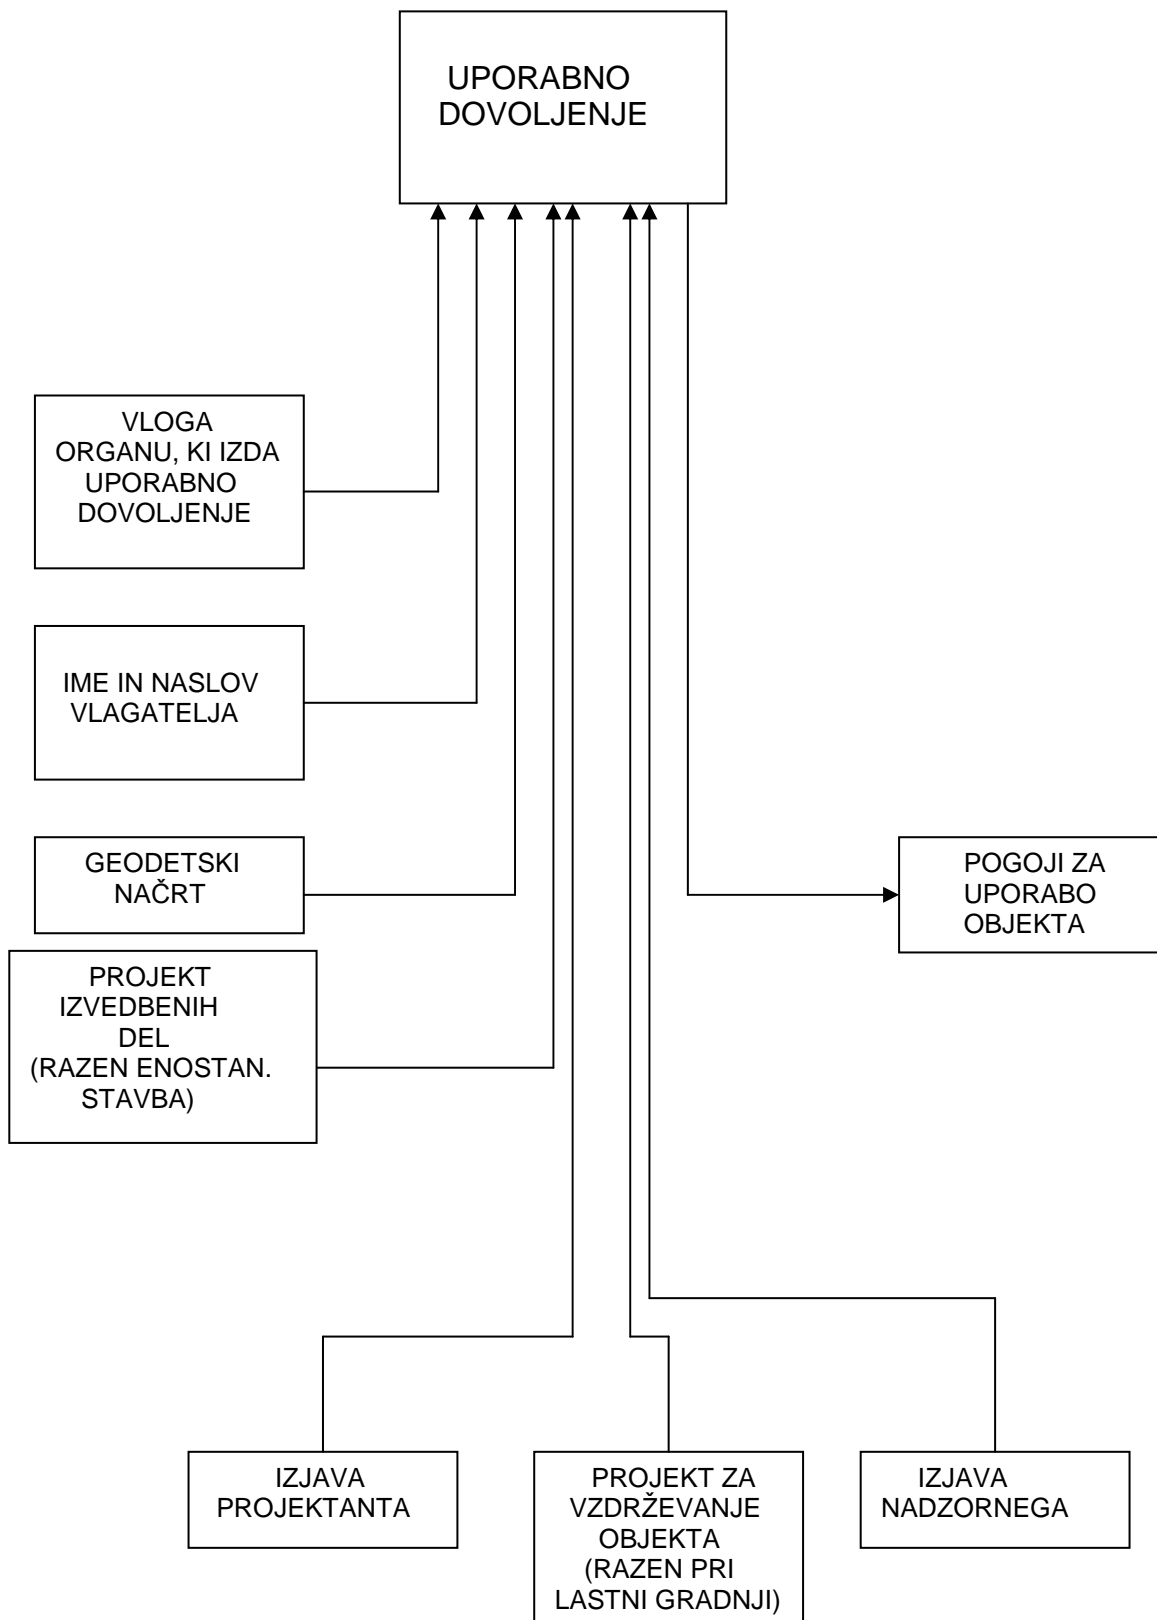 UPORABNO
DOVOLJENJE
VLOGA
ORGANU, KI IZDA
UPORABNO
DOVOLJENJE
IME IN NASLOV
VLAGATELJA
GEODETSKI
NAČRT
POGOJI ZA
UPORABO
OBJEKTA
PROJEKT
IZVEDBENIH
DEL
(RAZEN ENOSTAN.
STAVBA)
IZJAVA
PROJEKTANTA
PROJEKT ZA
VZDRŽEVANJE
OBJEKTA
(RAZEN PRI
LASTNI GRADNJI)
IZJAVA
NADZORNEGA